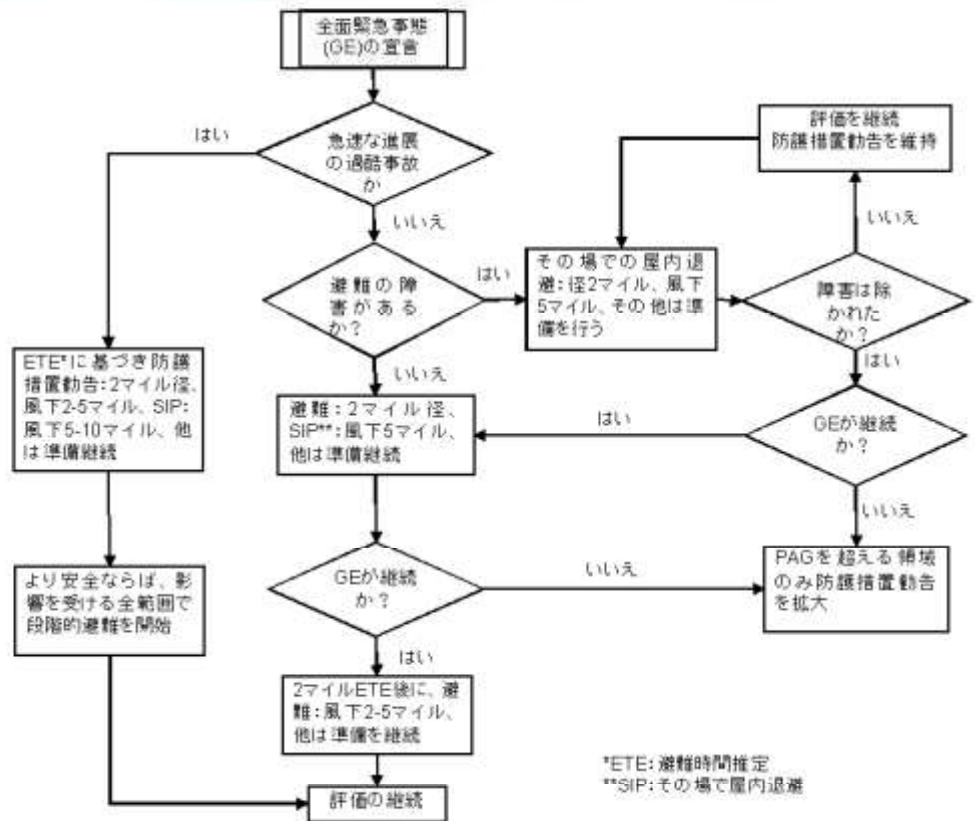 全面緊急事態
(GE)の宣言
はい
急速な進展
の過酷事故
か
評価を継続
防護措置勧告を維持
いいえ
いいえ
避難の障
害がある
か?
はい
その場での屋内退
避:径2マイル、風下
5マイル、その他は準
備を行う
障害は除
かれた
か?
はい
ETE*に基づき防護
措置勧告:2マイル径、
風下2-5マイル、SIP:
風下5-10マイル、他
は準備継続
いいえ
避難:2マイル径、
SIP**:風下5マイル、
他は準備継続
はい
GEが継続
か?
いいえ
より安全ならば、影
響を受ける全範囲で
段階的避難を開始
GEが継続
か?
いいえ
PAGを超える領域
のみ防護措置勧告
を拡大
はい
2マイルETE後に、避
難:風下2-5マイル、
他は準備を継続
評価の継続
*ETE:避難時間推定
**SIP:その場で屋内退避